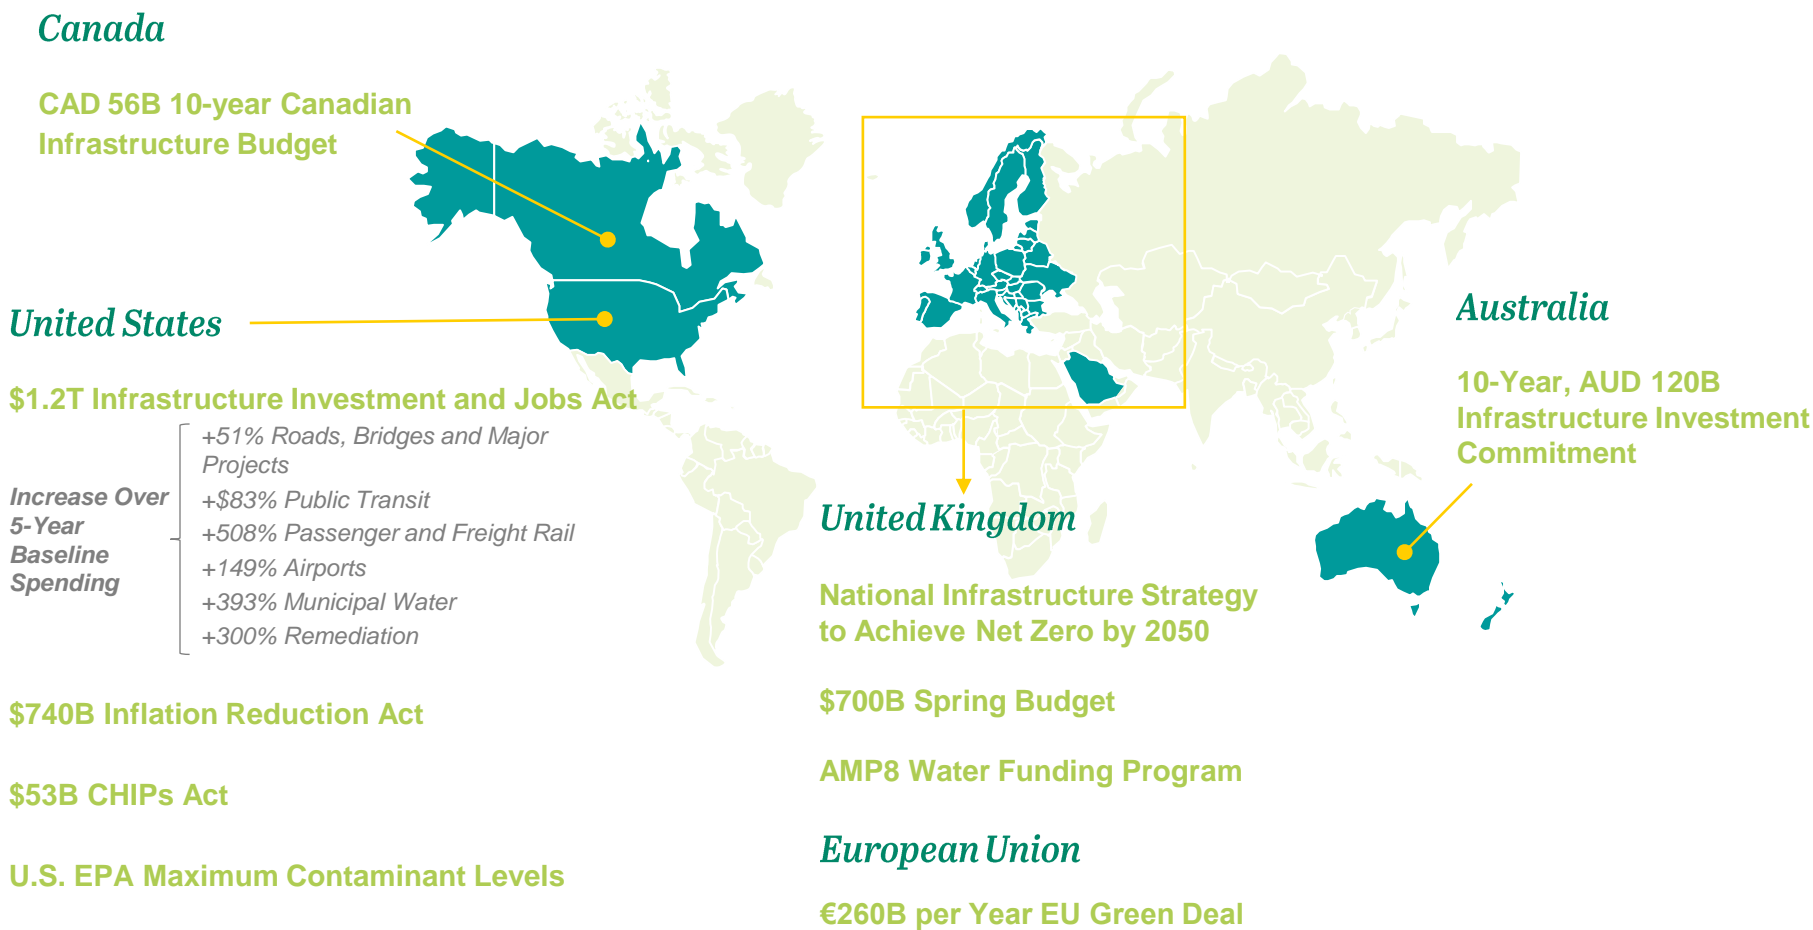 Canada
CAD 56B 10-year Canadian
Infrastructure Budget
United States
$1.2T Infrastructure Investment and Jobs Act
Increase Over
5-Year
Baseline
Spending
+51% Roads, Bridges and Major
Projects
+$83% Public Transit
+508% Passenger and Freight Rail
+149% Airports
+393% Municipal Water
+300% Remediation
$740B Inflation Reduction Act
$53B CHIPs Act
U.S. EPA Maximum Contaminant Levels
United Kingdom
National Infrastructure Strategy
to Achieve Net Zero by 2050
$700B Spring Budget
AMP8 Water Funding Program
European Union
€260B per Year EU Green Deal
Australia
10-Year, AUD 120B
Infrastructure Investment
Commitment